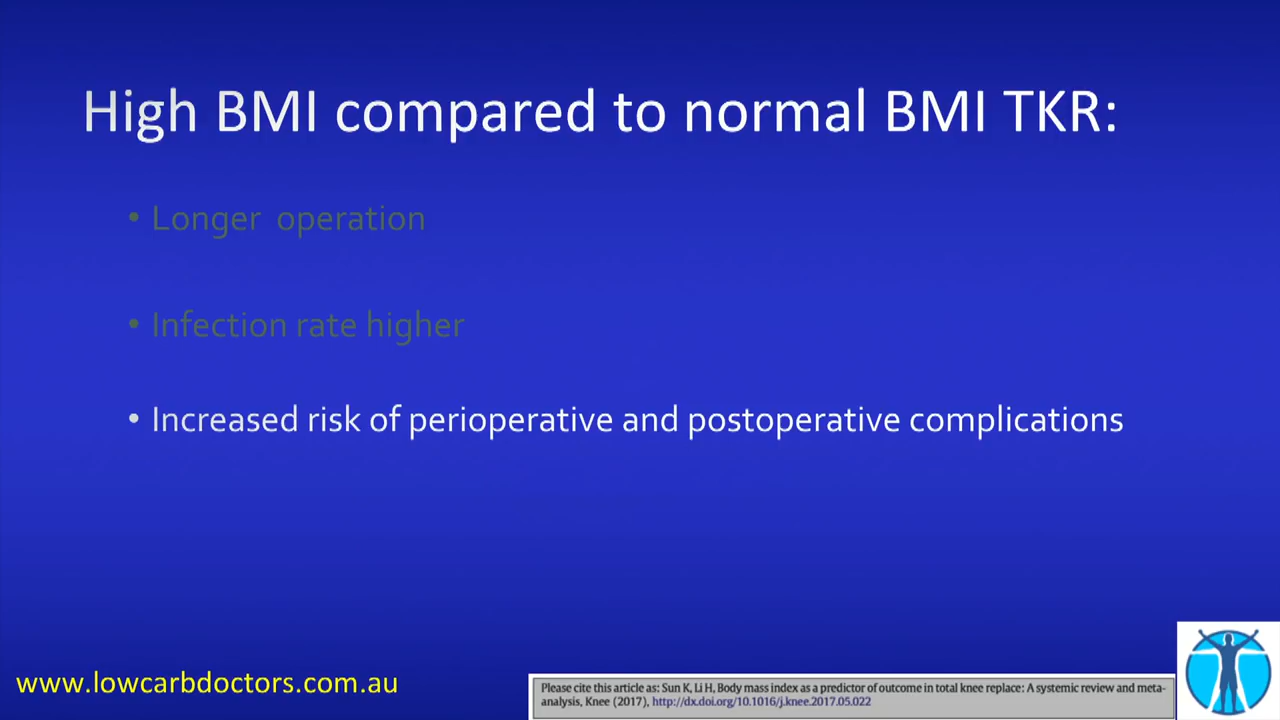 High BMI compared to normal BMI TKR:
• Longer operation
• Infection rate higher
• Increased risk of perioperative and postoperative complications
www.lowcarbdoctors.com.au
Please cite this article as: Sun K, Li H, Body mass index as a predictor of outcome in total knee replace: A systemic review and meta-
analysis, Knee (2017), http://dx.doi.org/10.1016/j.knee.2017.05.022